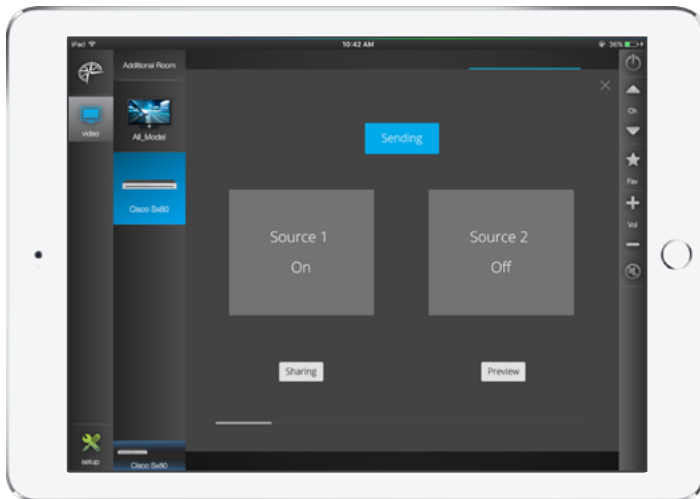 iPad
10:42 AM
36%
Additional Room
video
All_Model
Cisco Sx80
Sending
Source 1
On
Source 2
Off
Sharing
Preview
Ch
Fav
Vol
setup
Cisco Sx80